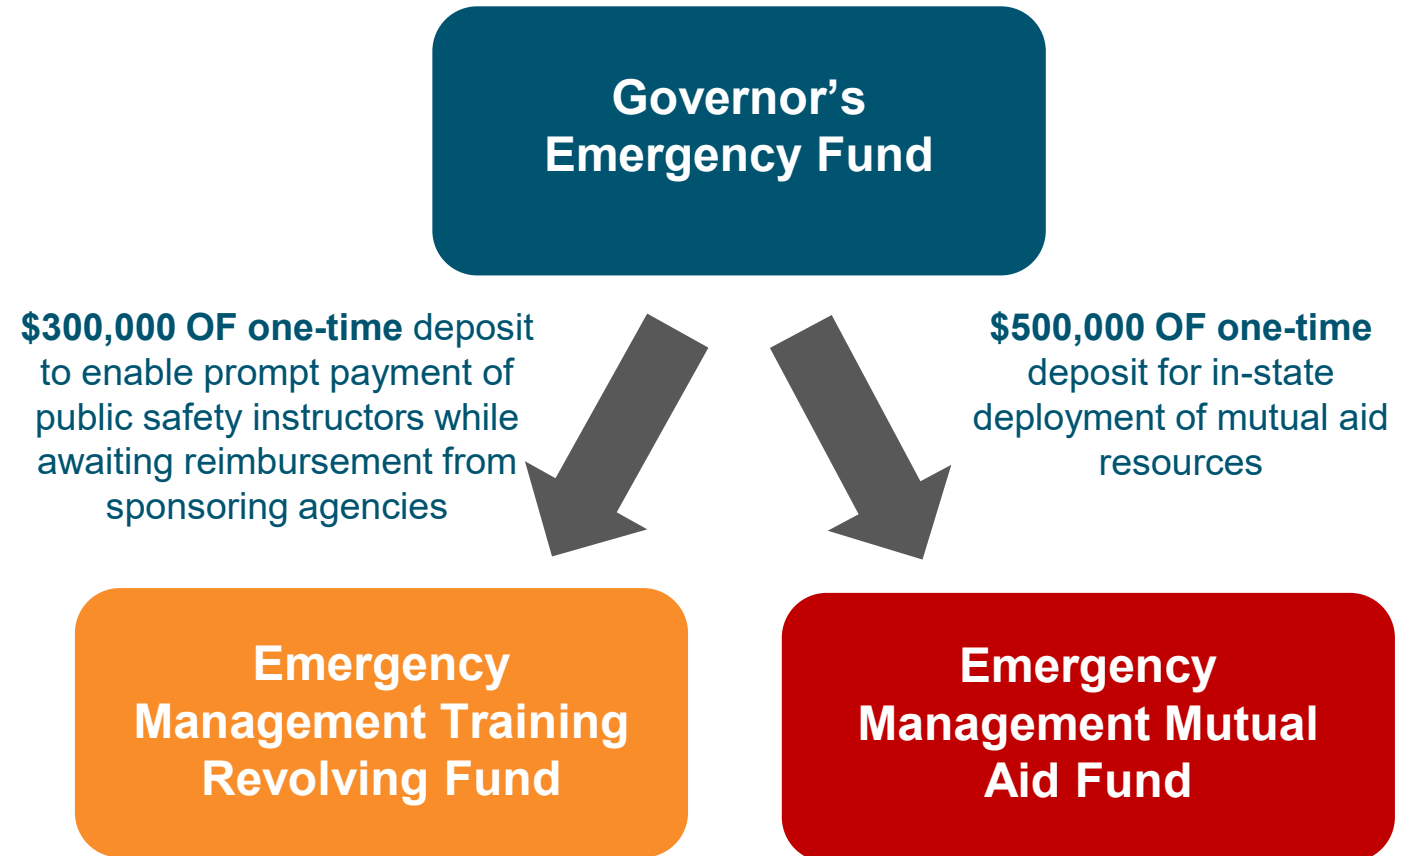 Governor’s
Emergency Fund
$300,000 OF one-time deposit
to enable prompt payment of
public safety instructors while
awaiting reimbursement from
sponsoring agencies
$500,000 OF one-time
deposit for in-state
deployment of mutual aid
resources
Emergency
Management Training
Revolving Fund
Emergency
Management Mutual
Aid Fund